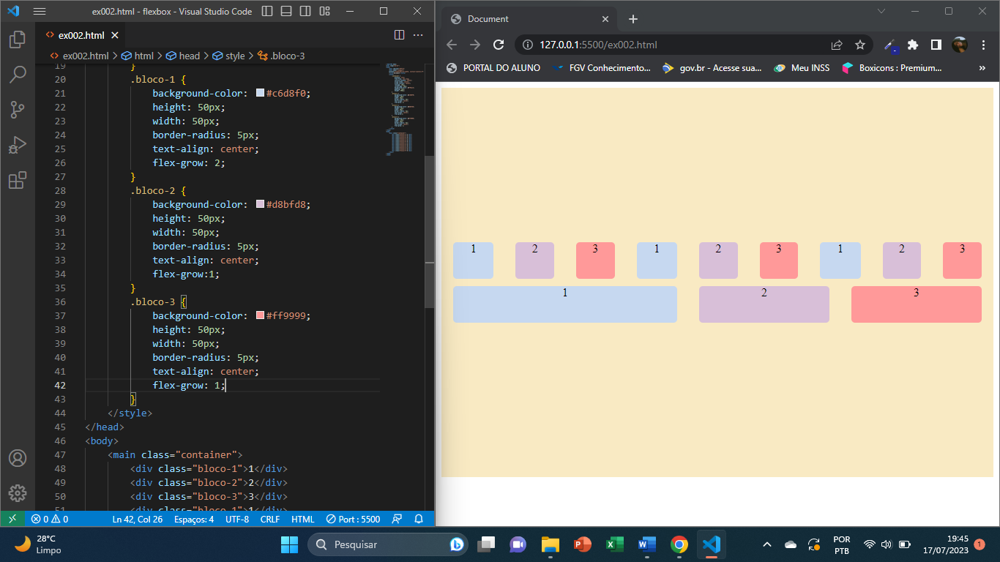 ex002.html - flexbox - Visual Studio Code
ex002.html
ex002.html > html > head > style > .bloco-3
19 }
20 .bloco-1 {
21 background-color: #c6d8f0;
22 height: 50px;
23 width: 50px;
24 border-radius: 5px;
25 text-align: center;
26 flex-grow: 2;
27 }
28 .bloco-2 {
29 background-color: #d8bfd8;
30 height: 50px;
31 width: 50px;
32 border-radius: 5px;
33 text-align: center;
34 flex-grow:1;
35 }
36 .bloco-3 {
37 background-color: #ff9999;
38 height: 50px;
39 width: 50px;
40 border-radius: 5px;
41 text-align: center;
42 flex-grow: 1;
43 }
44 </style>
45 </head>
46 <body>
47 <main class="container">
48 <div class="bloco-1">1</div>
49 <div class="bloco-2">2</div>
50 <div class="bloco-3">3</div>
51 <div class="bloco-1">1</div>
0 0 Ln 42, Col 26 Espaços: 4 UTF-8 CRLF HTML Port : 5500
Document
127.0.0.1:5500/ex002.html
PORTAL DO ALUNO FGV Conhecimento... gov.br - Acesse sua... Meu INSS Boxicons : Premium... »
1 2 3 1 2 3 1 2 3
1 2 3
28°C
Limpo
Pesquisar
POR
PTB
19:45
17/07/2023
1